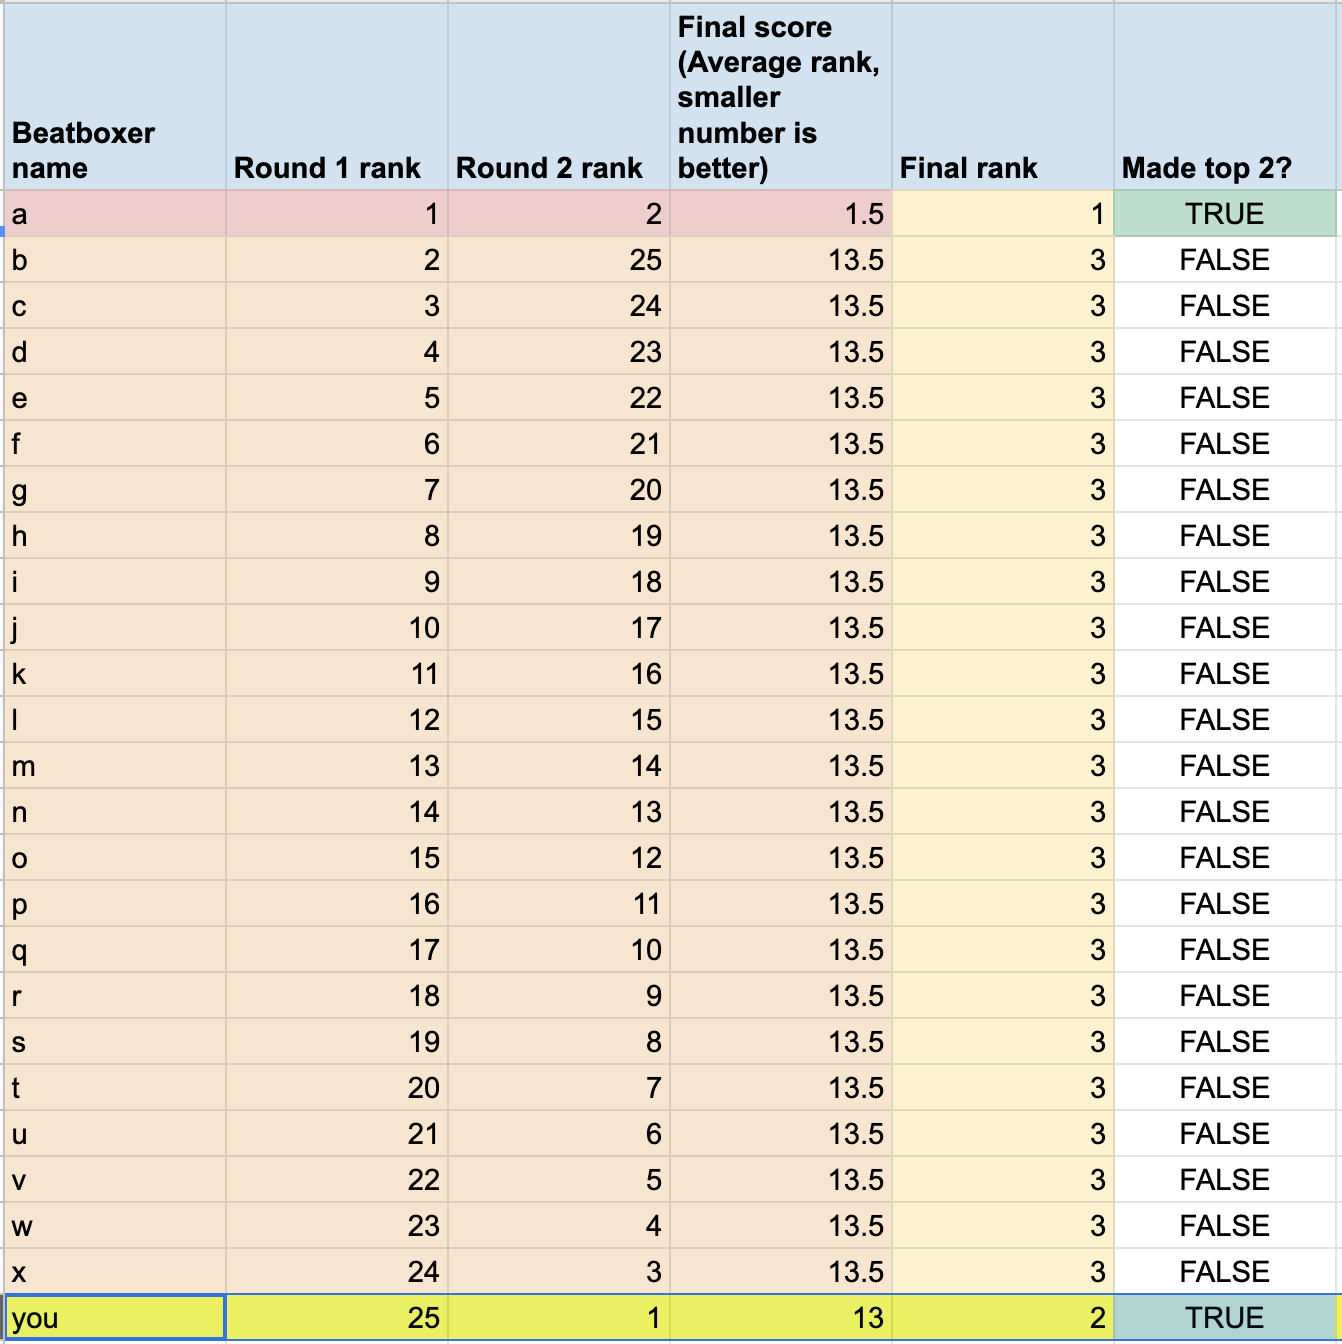 Beatboxer name | Round 1 rank | Round 2 rank | Final score (Average rank, smaller number is better) | Final rank | Made top 2?
a | 1 | 2 | 1.5 | 1 | TRUE
b | 2 | 25 | 13.5 | 3 | FALSE
c | 3 | 24 | 13.5 | 3 | FALSE
d | 4 | 23 | 13.5 | 3 | FALSE
e | 5 | 22 | 13.5 | 3 | FALSE
f | 6 | 21 | 13.5 | 3 | FALSE
g | 7 | 20 | 13.5 | 3 | FALSE
h | 8 | 19 | 13.5 | 3 | FALSE
i | 9 | 18 | 13.5 | 3 | FALSE
j | 10 | 17 | 13.5 | 3 | FALSE
k | 11 | 16 | 13.5 | 3 | FALSE
l | 12 | 15 | 13.5 | 3 | FALSE
m | 13 | 14 | 13.5 | 3 | FALSE
n | 14 | 13 | 13.5 | 3 | FALSE
o | 15 | 12 | 13.5 | 3 | FALSE
p | 16 | 11 | 13.5 | 3 | FALSE
q | 17 | 10 | 13.5 | 3 | FALSE
r | 18 | 9 | 13.5 | 3 | FALSE
s | 19 | 8 | 13.5 | 3 | FALSE
t | 20 | 7 | 13.5 | 3 | FALSE
u | 21 | 6 | 13.5 | 3 | FALSE
v | 22 | 5 | 13.5 | 3 | FALSE
w | 23 | 4 | 13.5 | 3 | FALSE
x | 24 | 3 | 13.5 | 3 | FALSE
you | 25 | 1 | 13 | 2 | TRUE